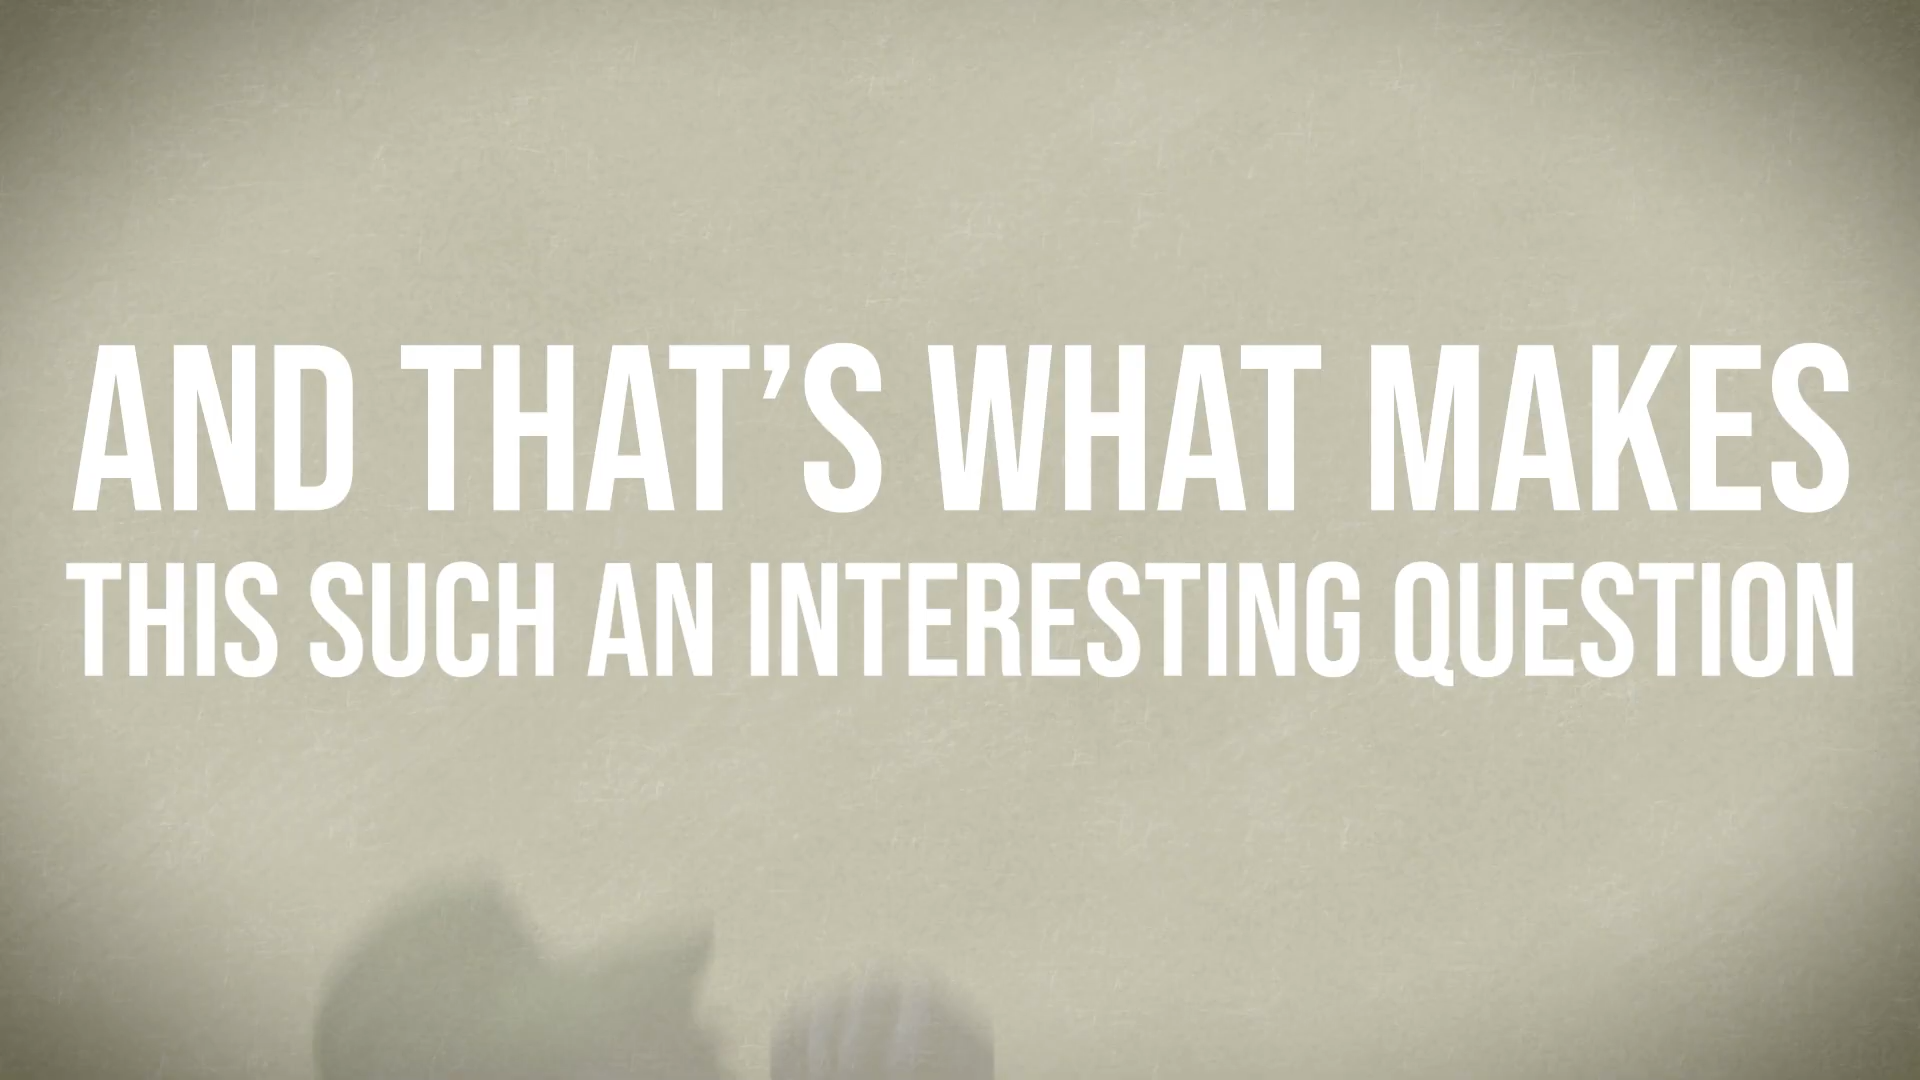 AND THAT’S WHAT MAKES
THIS SUCH AN INTERESTING QUESTION